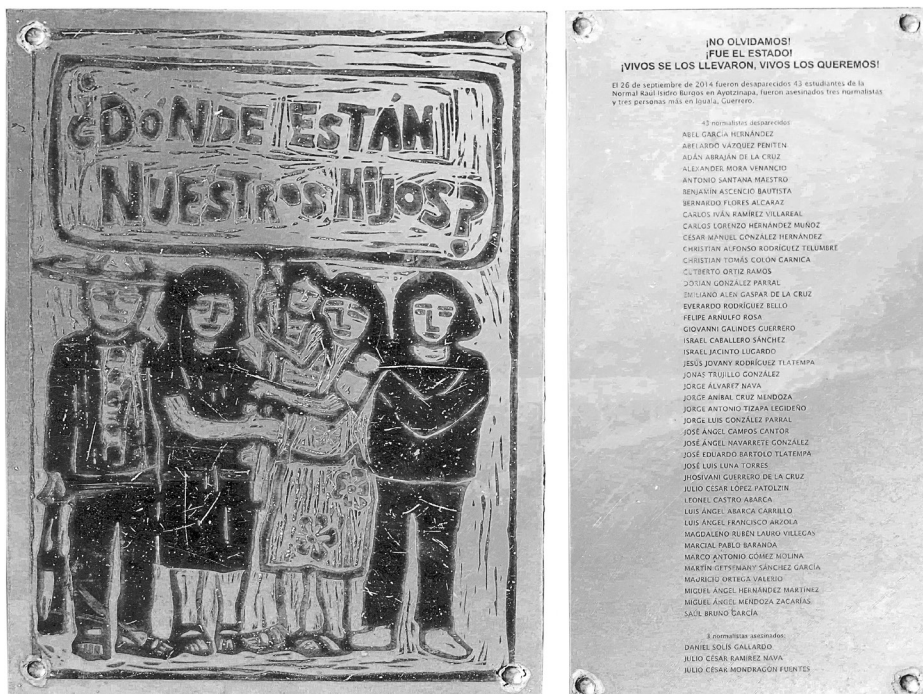 ¿DÓNDE ESTÁN
NUESTROS HIJOS?
¡NO OLVIDAMOS!
¡FUE EL ESTADO!
¡VIVOS SE LOS LLEVARON, VIVOS LOS QUEREMOS!
El 26 de septiembre de 2014 fueron desaparecidos 43 estudiantes de la
Normal Raúl Isidro Burgos en Ayotzinapa, fueron asesinados tres normalistas
y tres personas más en Iguala, Guerrero.
43 normalistas desparecidos
ABEL GARCÍA HERNÁNDEZ
ABELARDO VÁZQUEZ PENITEN
ADÁN ABRAJÁN DE LA CRUZ
ALEXANDER MORA VENANCIO
ANTONIO SANTANA MAESTRO
BENJAMÍN ASCENCIO BAUTISTA
BERNARDO FLORES ALCARAZ
CARLOS IVÁN RAMÍREZ VILLAREAL
CARLOS LORENZO HERNÁNDEZ MUÑOZ
CÉSAR MANUEL GONZÁLEZ HERNÁNDEZ
CHRISTIAN ALFONSO RODRÍGUEZ TELUMBRE
CHRISTIAN TOMÁS COLÓN GARNICA
CUTBERTO ORTIZ RAMOS
DORIAN GONZÁLEZ PARRAL
EMILIANO ALEN GASPAR DE LA CRUZ
EVERARDO RODRÍGUEZ BELLO
FELIPE ARNULFO ROSA
GIOVANNI GALINDES GUERRERO
ISRAEL CABALLERO SÁNCHEZ
ISRAEL JACINTO LUGARDO
JESÚS JOVANY RODRÍGUEZ TLATEMPA
JONÁS TRUJILLO GONZÁLEZ
JORGE ÁLVAREZ NAVA
JORGE ANÍBAL CRUZ MENDOZA
JORGE ANTONIO TIZAPA LEGIDEÑO
JORGE LUIS GONZÁLEZ PARRAL
JOSÉ ÁNGEL CAMPOS CANTOR
JOSÉ ÁNGEL NAVARRETE GONZÁLEZ
JOSÉ EDUARDO BARTOLO TLATEMPA
JOSÉ LUIS LUNA TORRES
JHOSIVANI GUERRERO DE LA CRUZ
JULIO CÉSAR LÓPEZ PATOLZIN
LEONEL CASTRO ABARCA
LUIS ÁNGEL ABARCA CARRILLO
LUIS ÁNGEL FRANCISCO ARZOLA
MAGDALENO RUBÉN LAURO VILLEGAS
MARCIAL PABLO BARANDA
MARCO ANTONIO GÓMEZ MOLINA
MARTÍN GETSEMANY SÁNCHEZ GARCÍA
MAURICIO ORTEGA VALERIO
MIGUEL ÁNGEL HERNÁNDEZ MARTÍNEZ
MIGUEL ÁNGEL MENDOZA ZACARÍAS
SAÚL BRUNO GARCÍA
3 normalistas asesinados:
DANIEL SOLÍS GALLARDO
JULIO CÉSAR RAMÍREZ NAVA
JULIO CÉSAR MONDRAGÓN FUENTES